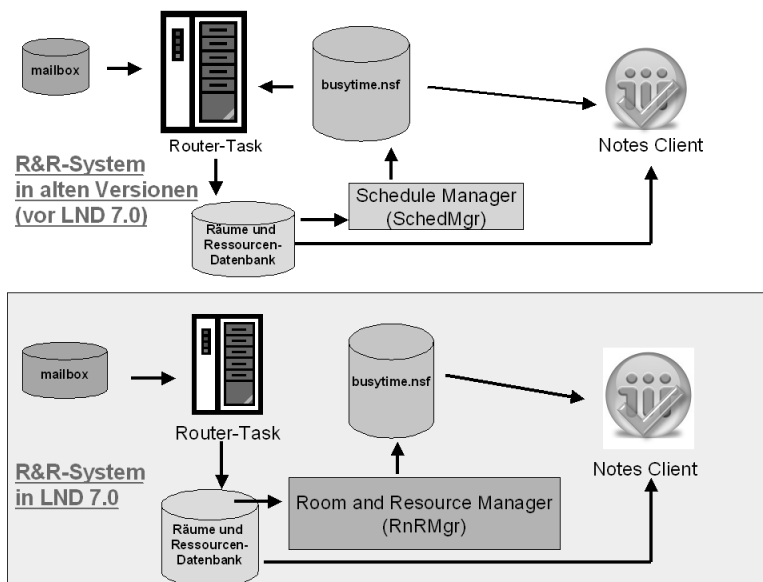 mailbox
Router-Task
busytime.nsf
Notes Client
R&R-System
in alten Versionen
(vor LND 7.0)
Schedule Manager
(SchedMgr)
Räume und
Ressourcen-
Datenbank
mailbox
Router-Task
busytime.nsf
Notes Client
R&R-System
in LND 7.0
Room and Resource Manager
(RnRMgr)
Räume und
Ressourcen-
Datenbank